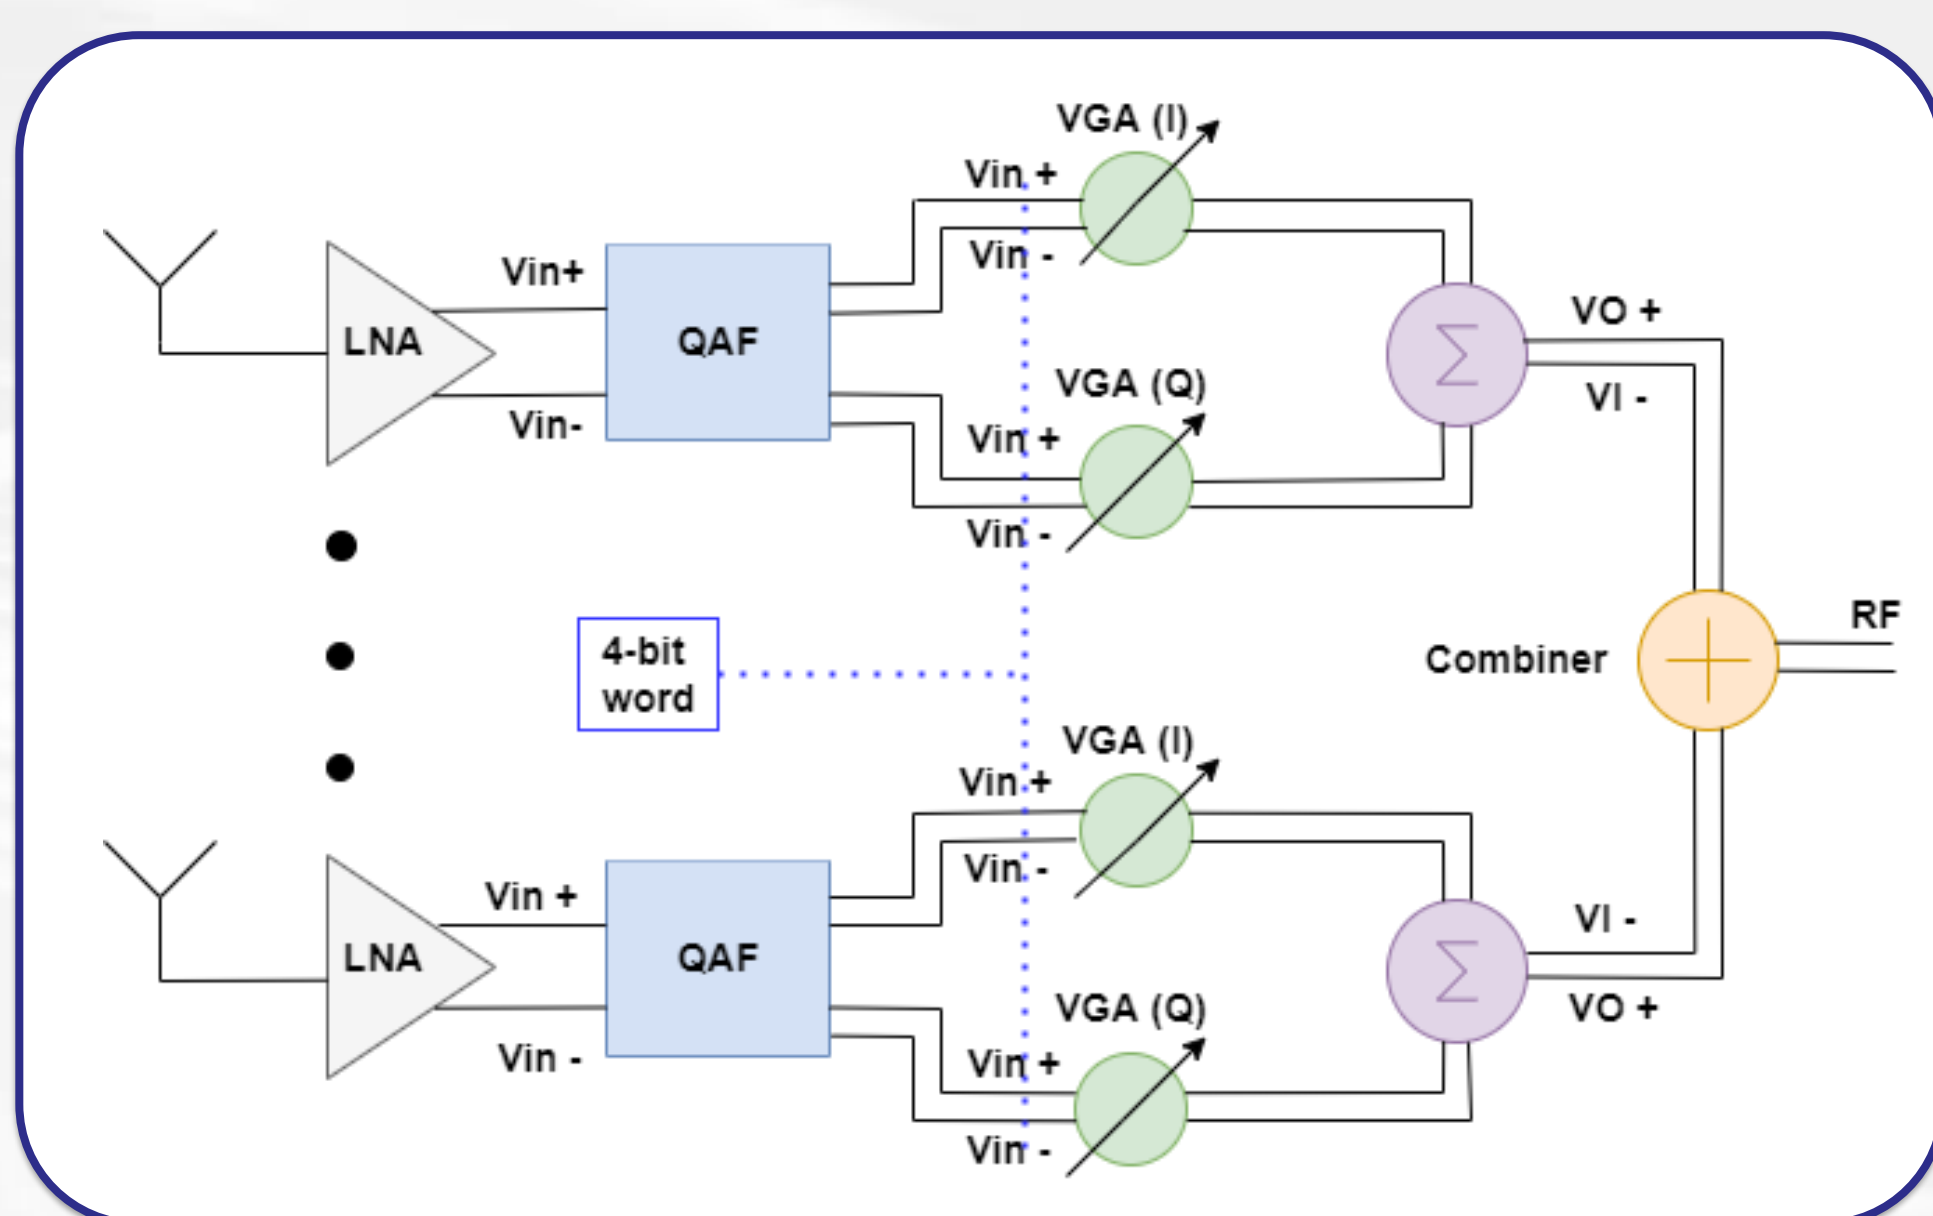 VGA (I)
Vin +
Vin -
Vin+
LNA
QAF
Vin-
VGA (Q)
Vin +
Vin -
Σ
VO +
VI -
4-bit
word
Combiner
RF
VGA (I)
Vin +
Vin -
Vin +
LNA
QAF
Vin -
VGA (Q)
Vin +
Vin -
Σ
VI -
VO +